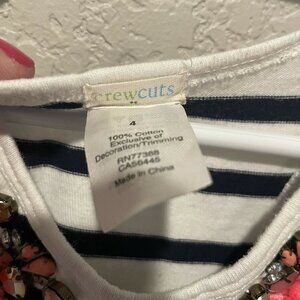 crewcuts
4
100% Cotton
Exclusive of
Decoration/Trimming
RN77388
CA56445
Made in China